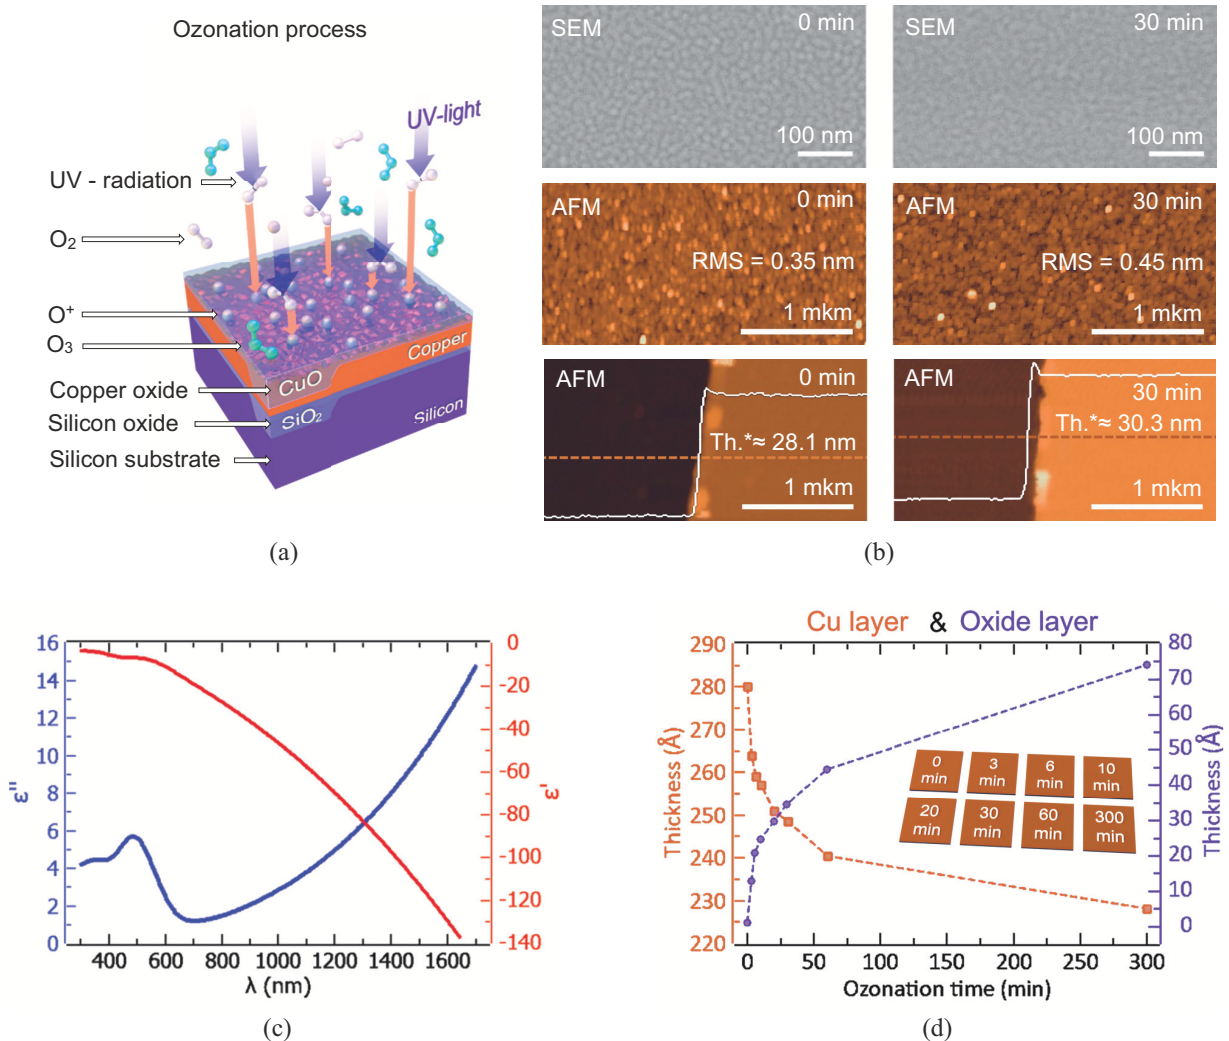 Ozonation process
UV-light
UV - radiation
O2
O+
O3
Copper oxide
Silicon oxide
Silicon substrate
Copper
CuO
SiO2
Silicon
(a)
SEM 0 min
100 nm
SEM 30 min
100 nm
AFM 0 min
RMS = 0.35 nm
1 mkm
AFM 30 min
RMS = 0.45 nm
1 mkm
AFM 0 min
Th.*≈ 28.1 nm
1 mkm
AFM 30 min
Th.*≈ 30.3 nm
1 mkm
(b)
16
14
12
10
8
6
4
2
0
ε''
0
-20
-40
-60
-80
-100
-120
-140
ε'
400 600 800 1000 1200 1400 1600
λ (nm)
(c)
Cu layer & Oxide layer
290
280
270
260
250
240
230
220
Thickness (Å)
80
70
60
50
40
30
20
10
0
Thickness (Å)
0 min
3 min
6 min
10 min
20 min
30 min
60 min
300 min
0 50 100 150 200 250 300
Ozonation time (min)
(d)